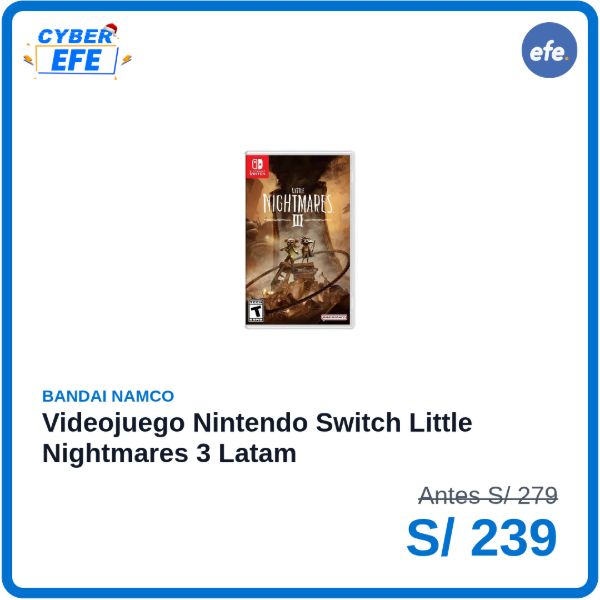 CYBER
EFE
efe.
LITTLE
NIGHTMARES
III
T
BANDAI NAMCO
Videojuego Nintendo Switch Little
Nightmares 3 Latam
Antes S/ 279
S/ 239